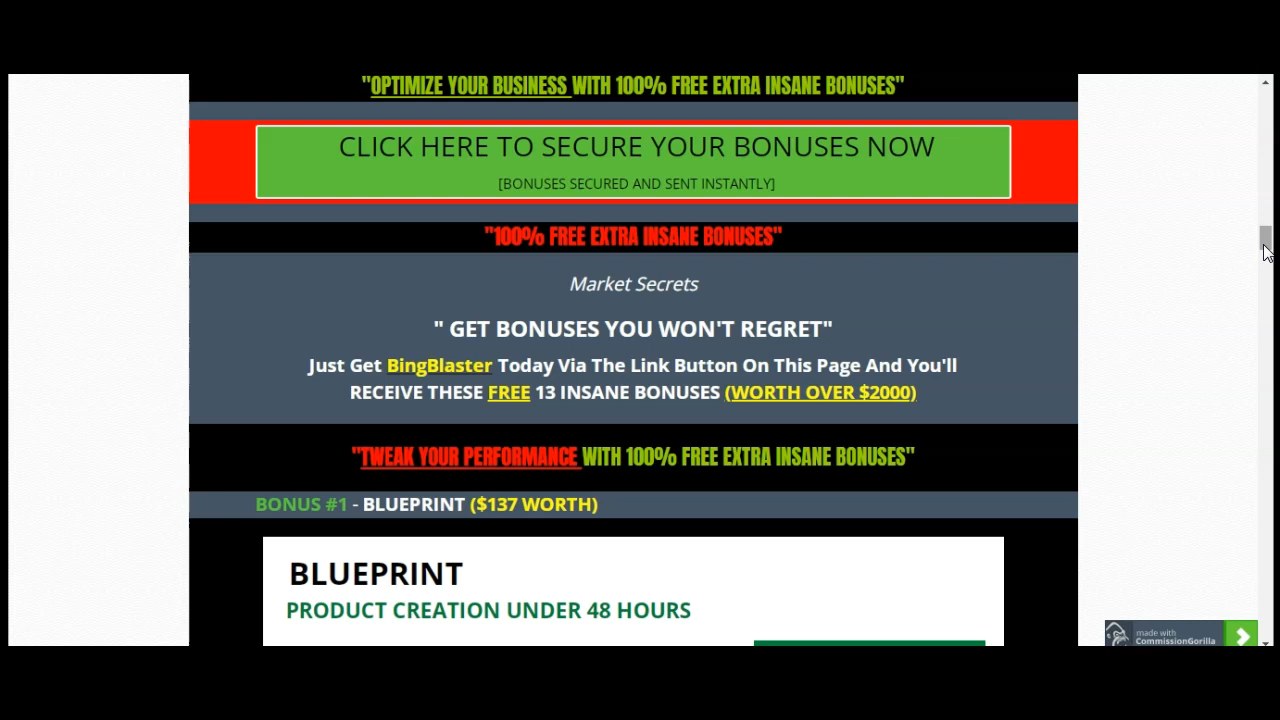 "OPTIMIZE YOUR BUSINESS WITH 100% FREE EXTRA INSANE BONUSES"
CLICK HERE TO SECURE YOUR BONUSES NOW
[BONUSES SECURED AND SENT INSTANTLY]
"100% FREE EXTRA INSANE BONUSES"
Market Secrets
" GET BONUSES YOU WON'T REGRET"
Just Get BingBlaster Today Via The Link Button On This Page And You'll
RECEIVE THESE FREE 13 INSANE BONUSES (WORTH OVER $2000)
"TWEAK YOUR PERFORMANCE WITH 100% FREE EXTRA INSANE BONUSES"
BONUS #1 - BLUEPRINT ($137 WORTH)
BLUEPRINT
PRODUCT CREATION UNDER 48 HOURS
made with
CommissionGorilla